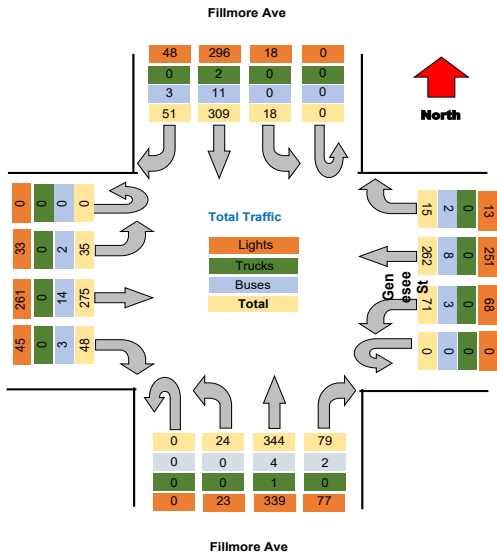 Fillmore Ave
48 296 18 0
0 2 0 0
3 11 0 0
51 309 18 0
North
0 0 0 0
33 0 2 35
261 0 14 275
45 0 3 48
Total Traffic
Lights
Trucks
Buses
Total
15 2 0 13
262 8 0 251
71 3 0 68
0 0 0 0
Gen
esee
St
0 24 344 79
0 0 4 2
0 0 1 0
0 23 339 77
Fillmore Ave